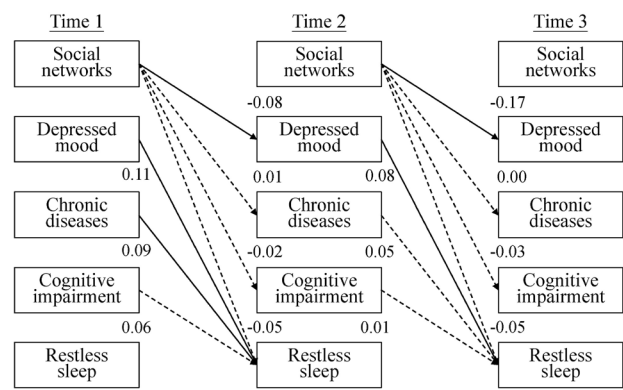 Time 1
Time 2
Time 3
Social
networks
Social
networks
Social
networks
-0.08
-0.17
Depressed
mood
Depressed
mood
Depressed
mood
0.11
0.01
0.08
0.00
Chronic
diseases
Chronic
diseases
Chronic
diseases
0.09
-0.02
0.05
-0.03
Cognitive
impairment
Cognitive
impairment
Cognitive
impairment
0.06
-0.05
0.01
-0.05
Restless
sleep
Restless
sleep
Restless
sleep